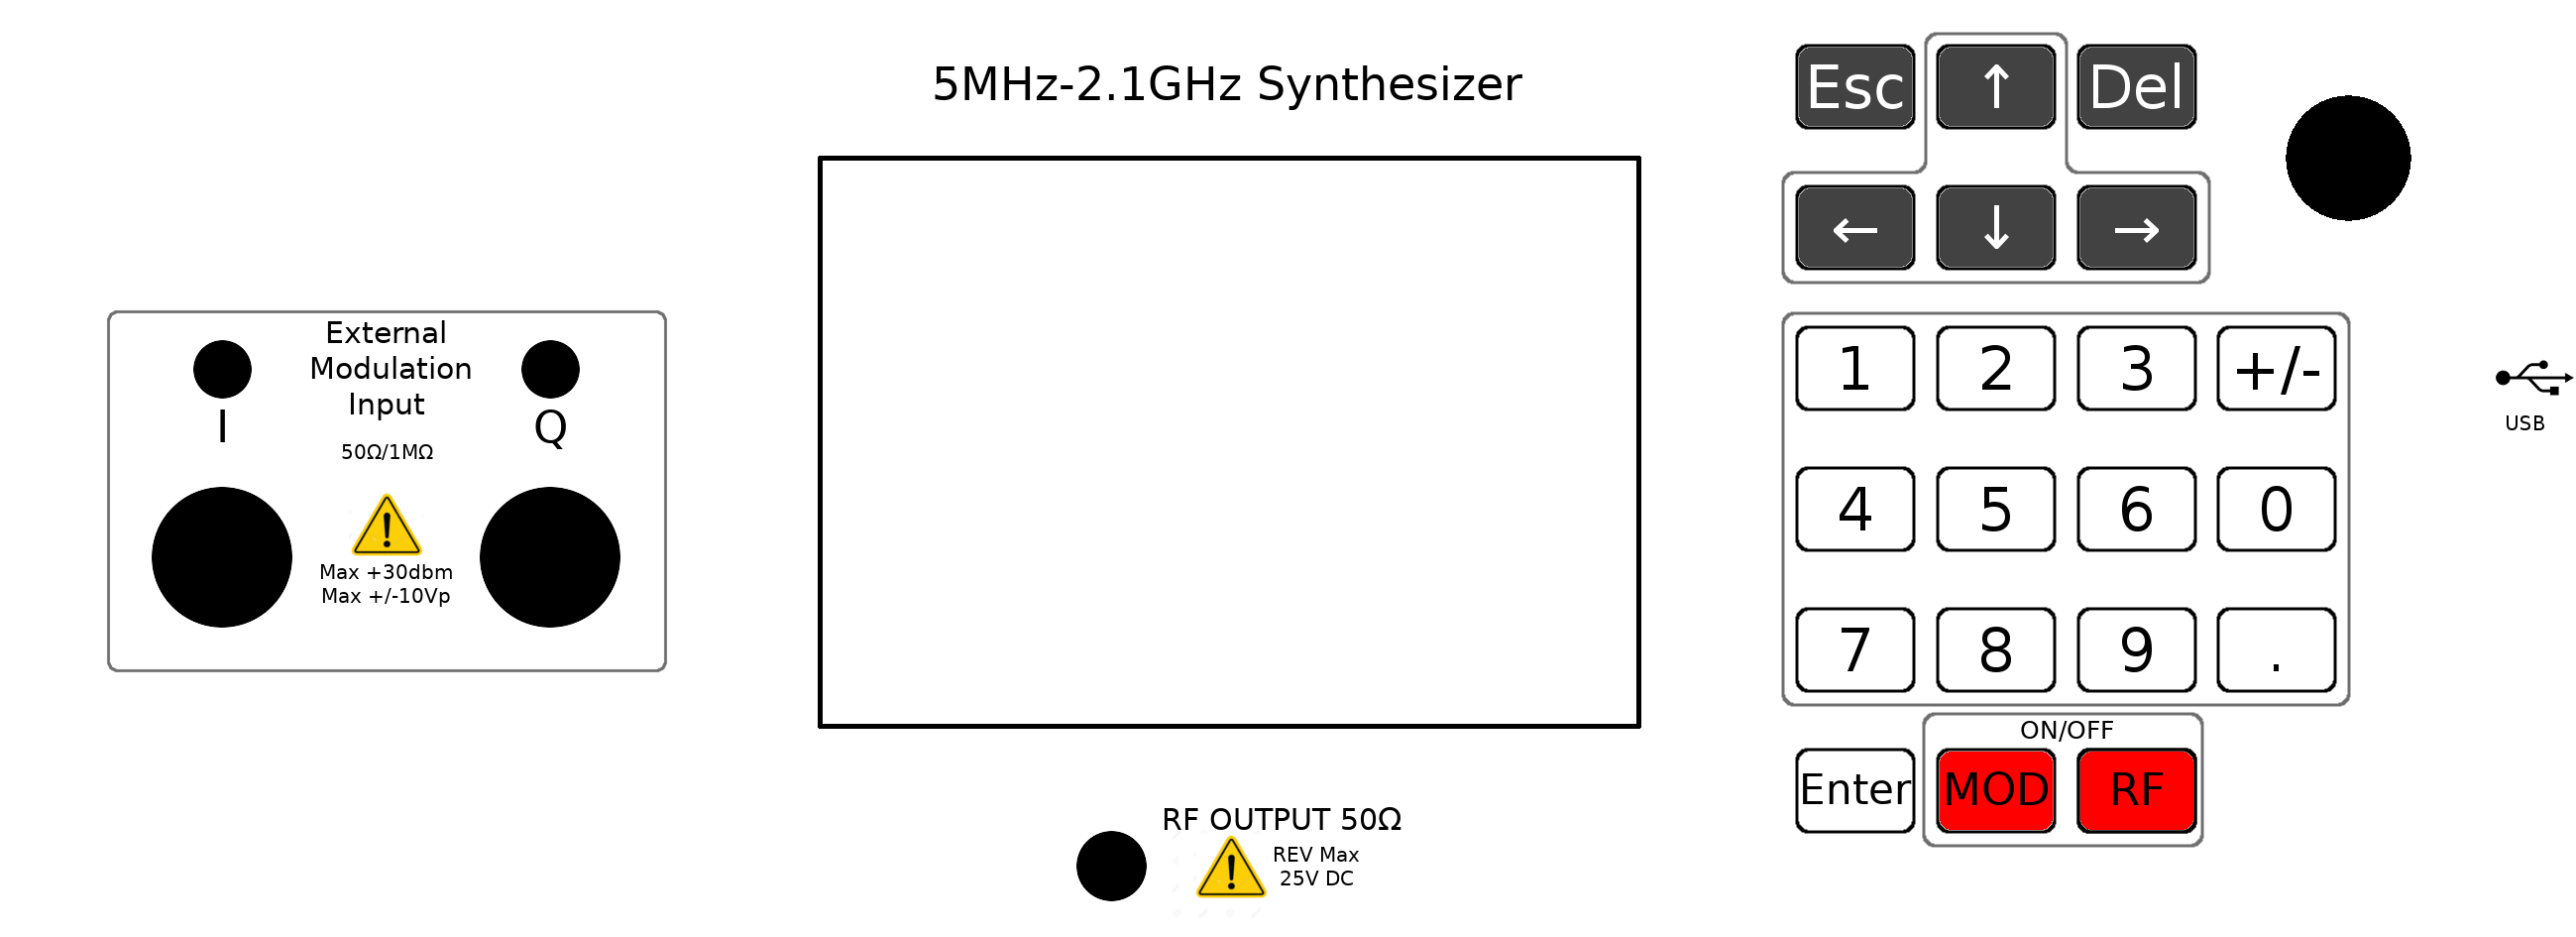 5MHz-2.1GHz Synthesizer
External
Modulation
Input
I
Q
50Ω/1MΩ
Max +30dbm
Max +/-10Vp
RF OUTPUT 50Ω
REV Max
25V DC
Esc ↑ Del
← ↓ →
1 2 3 +/-
4 5 6 0
7 8 9 .
ON/OFF
Enter MOD RF
USB